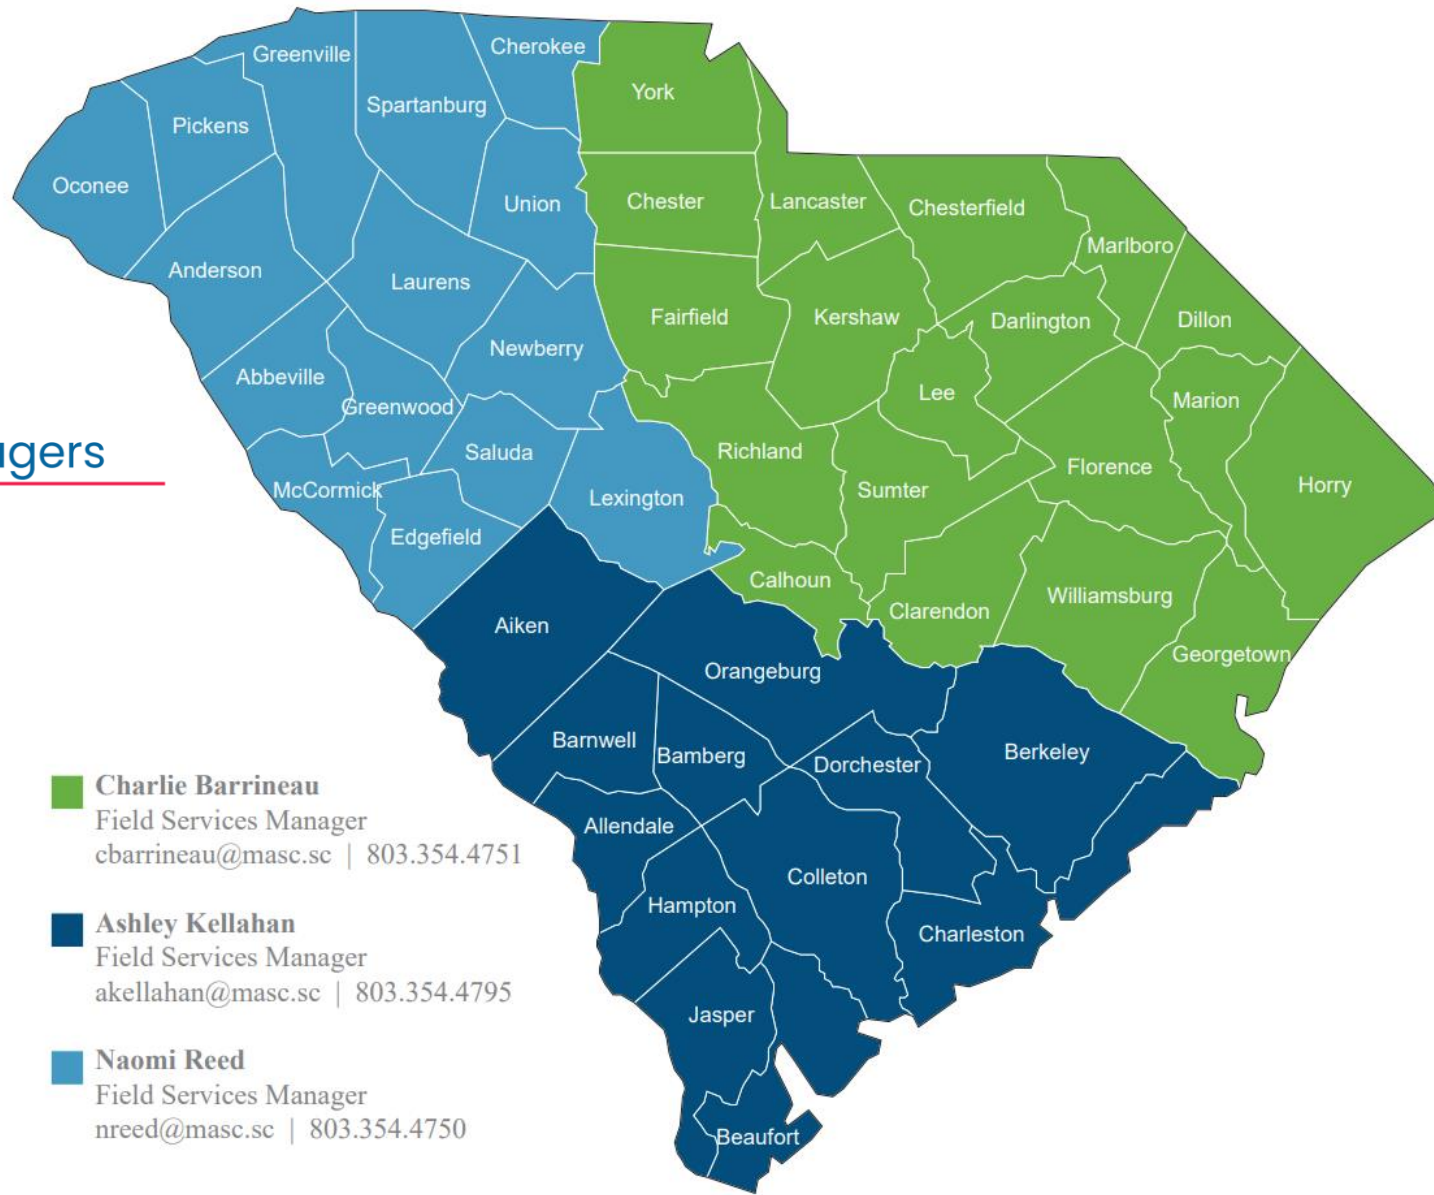 Greenville
Cherokee
Spartanburg
York
Pickens
Oconee
Union
Chester
Lancaster
Chesterfield
Marlboro
Anderson
Laurens
Fairfield
Kershaw
Darlington
Dillon
Newberry
Abbeville
Greenwood
Lee
Marion
agers
Saluda
Richland
Florence
McCormick
Lexington
Sumter
Horry
Edgefield
Calhoun
Clarendon
Williamsburg
Aiken
Orangeburg
Georgetown
Barnwell
Bamberg
Dorchester
Berkeley
Allendale
Colleton
Hampton
Charleston
Jasper
Beaufort
Charlie Barrineau
Field Services Manager
cbarrineau@masc.sc | 803.354.4751
Ashley Kellahan
Field Services Manager
akellahan@masc.sc | 803.354.4795
Naomi Reed
Field Services Manager
nreed@masc.sc | 803.354.4750